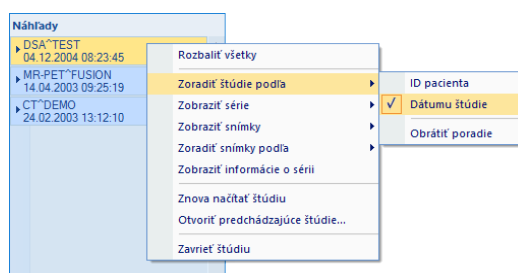 Náhľady
DSA^TEST
04.12.2004 08:23:45
MR-PET^FUSION
14.04.2003 09:25:19
CT^DEMO
24.02.2003 13:12:10
Rozbaliť všetky
Zoradiť štúdie podľa
Zobraziť série
Zobraziť snímky
Zoradiť snímky podľa
Zobraziť informácie o sérii
Znova načítať štúdiu
Otvoriť predchádzajúce štúdie...
Zavrieť štúdiu
ID pacienta
Dátumu štúdie
Obrátiť poradie